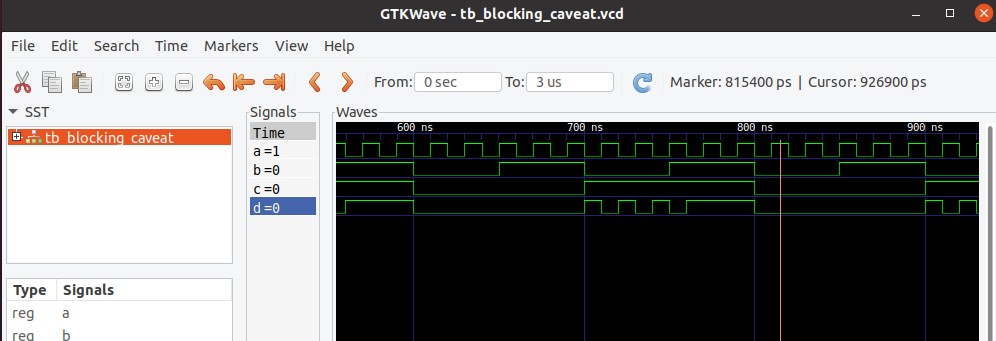 GTKWave - tb_blocking_caveat.vcd
File Edit Search Time Markers View Help
From: 0 sec To: 3 us Marker: 815400 ps | Cursor: 926900 ps
SST
tb_blocking_caveat
Type Signals
reg a
reg b
Signals
Time
a=1
b=0
c=0
d=0
Waves
600 ns 700 ns 800 ns 900 ns